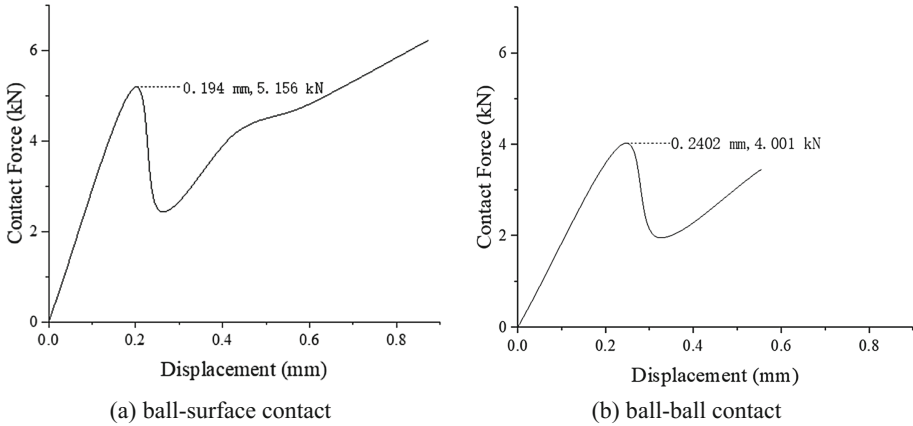 6
4
2
0
0.0
0.2
0.4
0.6
0.8
Contact Force (kN)
Displacement (mm)
0.194 mm,5.156 kN
(a) ball-surface contact
6
4
2
0
0.0
0.2
0.4
0.6
0.8
Contact Force (kN)
Displacement (mm)
0.2402 mm,4.001 kN
(b) ball-ball contact